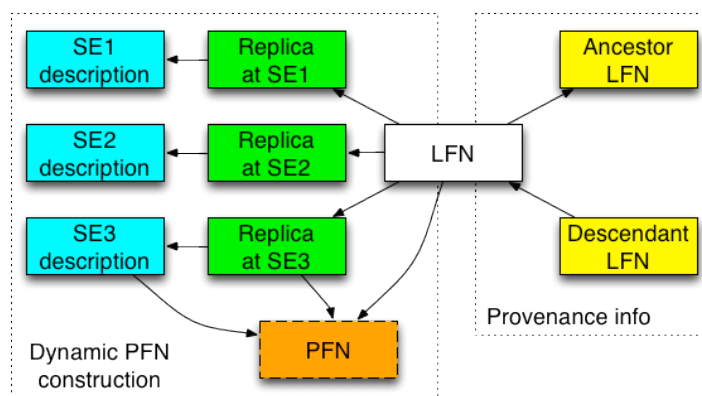 SE1
description
Replica
at SE1
Ancestor
LFN
SE2
description
Replica
at SE2
LFN
SE3
description
Replica
at SE3
Descendant
LFN
Provenance info
PFN
Dynamic PFN
construction